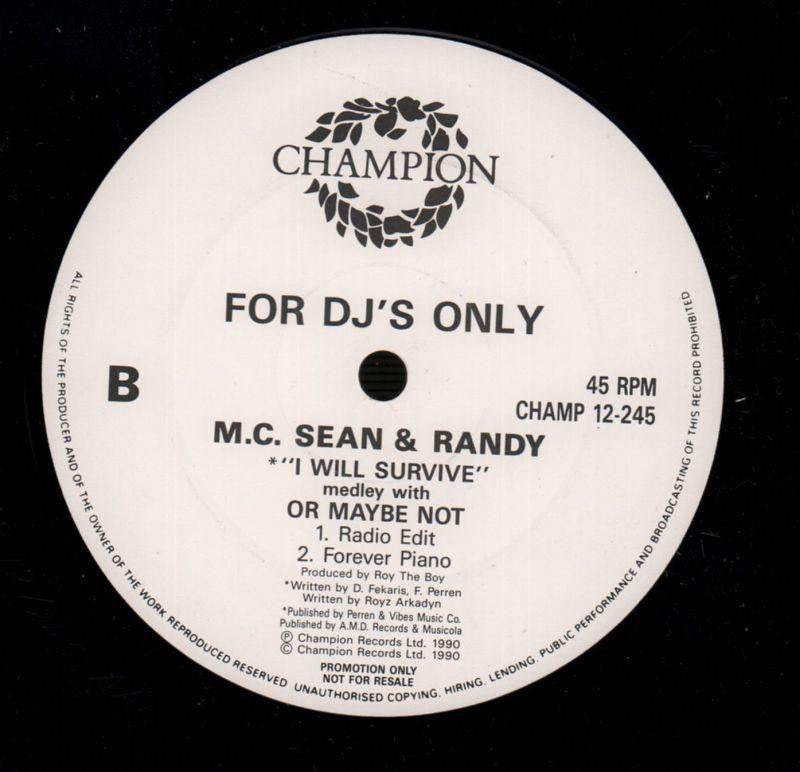 CHAMPION
FOR DJ'S ONLY
B
45 RPM
CHAMP 12-245
M.C. SEAN & RANDY
*"I WILL SURVIVE"
medley with
OR MAYBE NOT
1. Radio Edit
2. Forever Piano
Produced by Roy The Boy
*Written by D. Fekaris, F. Perren
Written by Royz Arkadyn
*Published by Perren & Vibes Music Co.
Published by A.M.D. Records & Musicola
Ⓟ Champion Records Ltd. 1990
© Champion Records Ltd. 1990
PROMOTION ONLY
NOT FOR RESALE
ALL RIGHTS OF THE PRODUCER AND OF THE OWNER OF THE WORK REPRODUCED RESERVED UNAUTHORISED COPYING. HIRING. LENDING. PUBLIC PERFORMANCE AND BROADCASTING OF THIS RECORD PROHIBITED